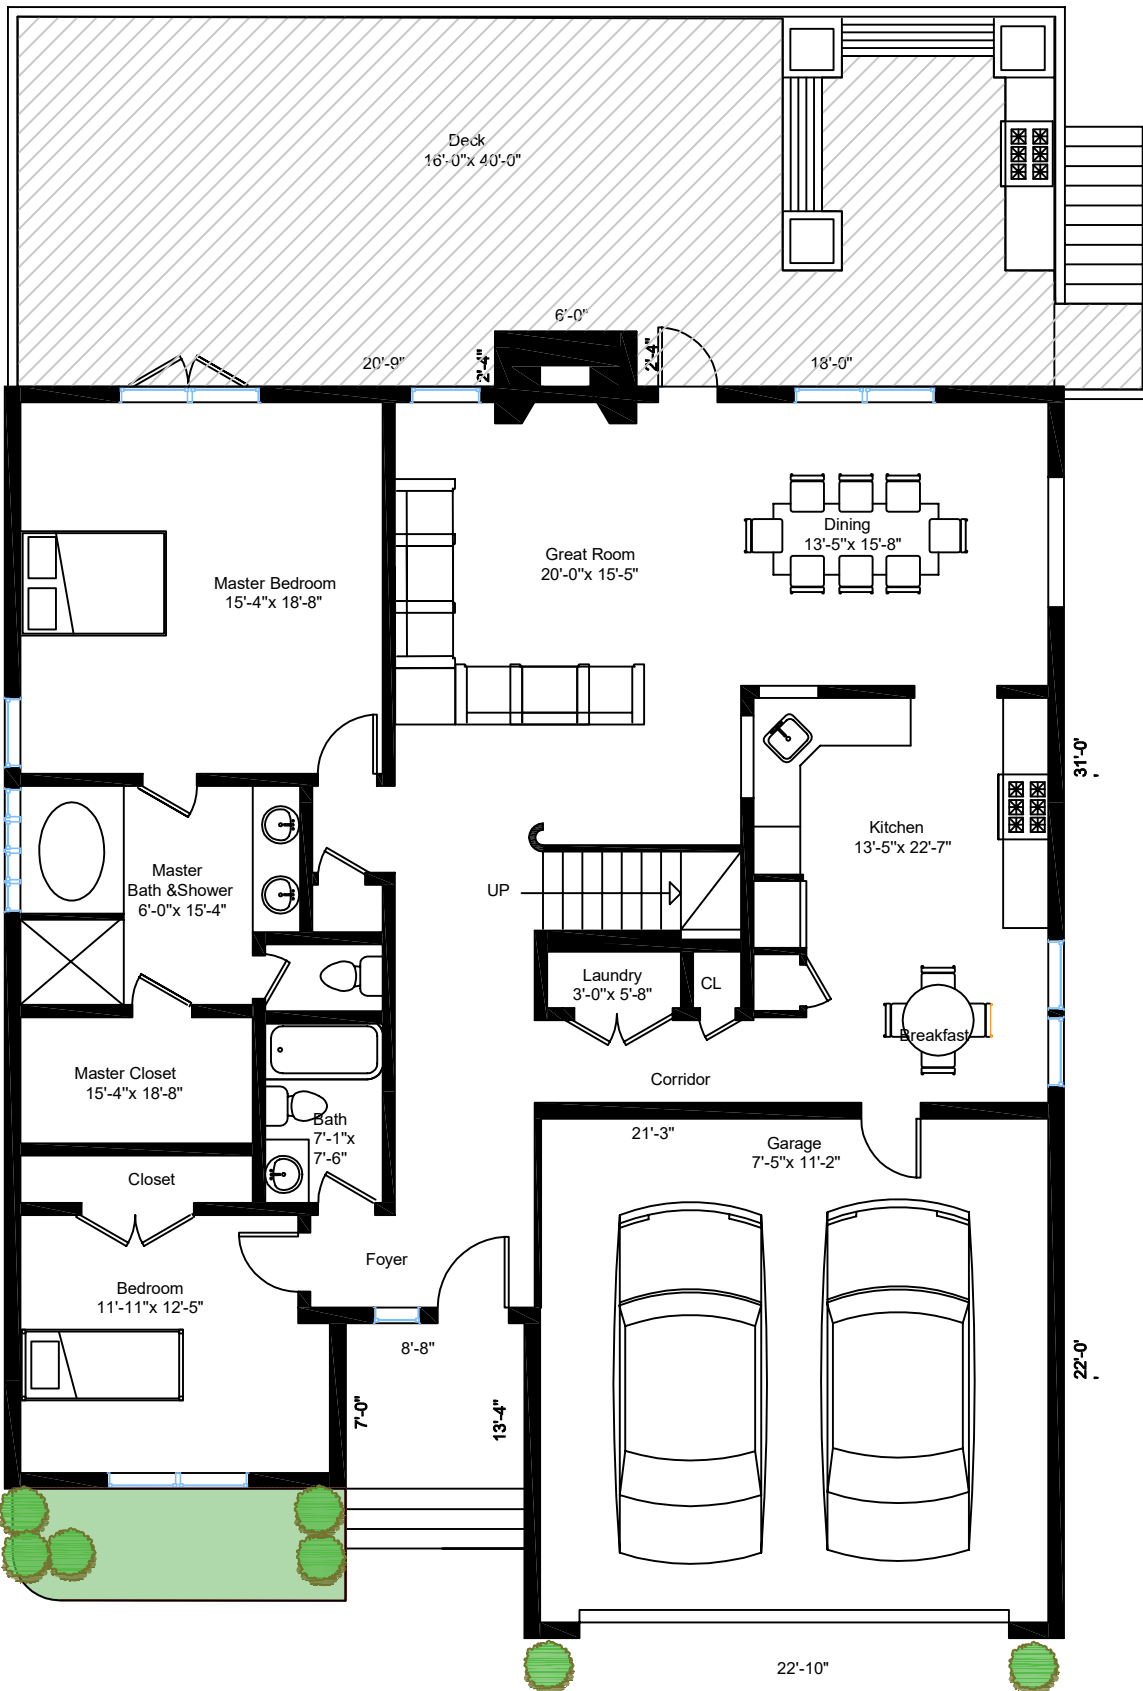 Deck
16'-0"x 40'-0"
6'-0"
20'-9"
2'-4"
2'-4"
18'-0"
Dining
13'-5"x 15'-8"
Great Room
20'-0"x 15'-5"
Master Bedroom
15'-4"x 18'-8"
31'-0'
Kitchen
13'-5"x 22'-7"
Master
Bath &Shower
6'-0"x 15'-4"
UP
Laundry
3'-0"x 5'-8"
CL
Breakfast
Master Closet
15'-4"x 18'-8"
Corridor
Bath
7'-1"x
7'-6"
21'-3"
Garage
7'-5"x 11'-2"
Closet
Foyer
Bedroom
11'-11"x 12'-5"
8'-8"
22'-0'
7'-0"
13'-4"
22'-10"